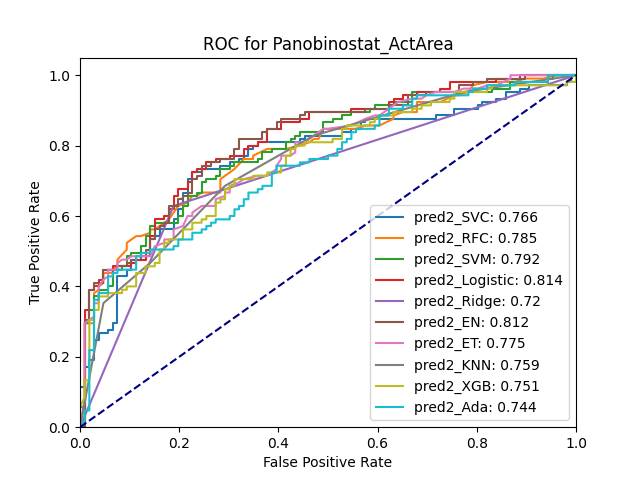 ROC for Panobinostat_ActArea
True Positive Rate
1.0
0.8
0.6
0.4
0.2
0.0
pred2_SVC: 0.766
pred2_RFC: 0.785
pred2_SVM: 0.792
pred2_Logistic: 0.814
pred2_Ridge: 0.72
pred2_EN: 0.812
pred2_ET: 0.775
pred2_KNN: 0.759
pred2_XGB: 0.751
pred2_Ada: 0.744
0.0 0.2 0.4 0.6 0.8 1.0
False Positive Rate